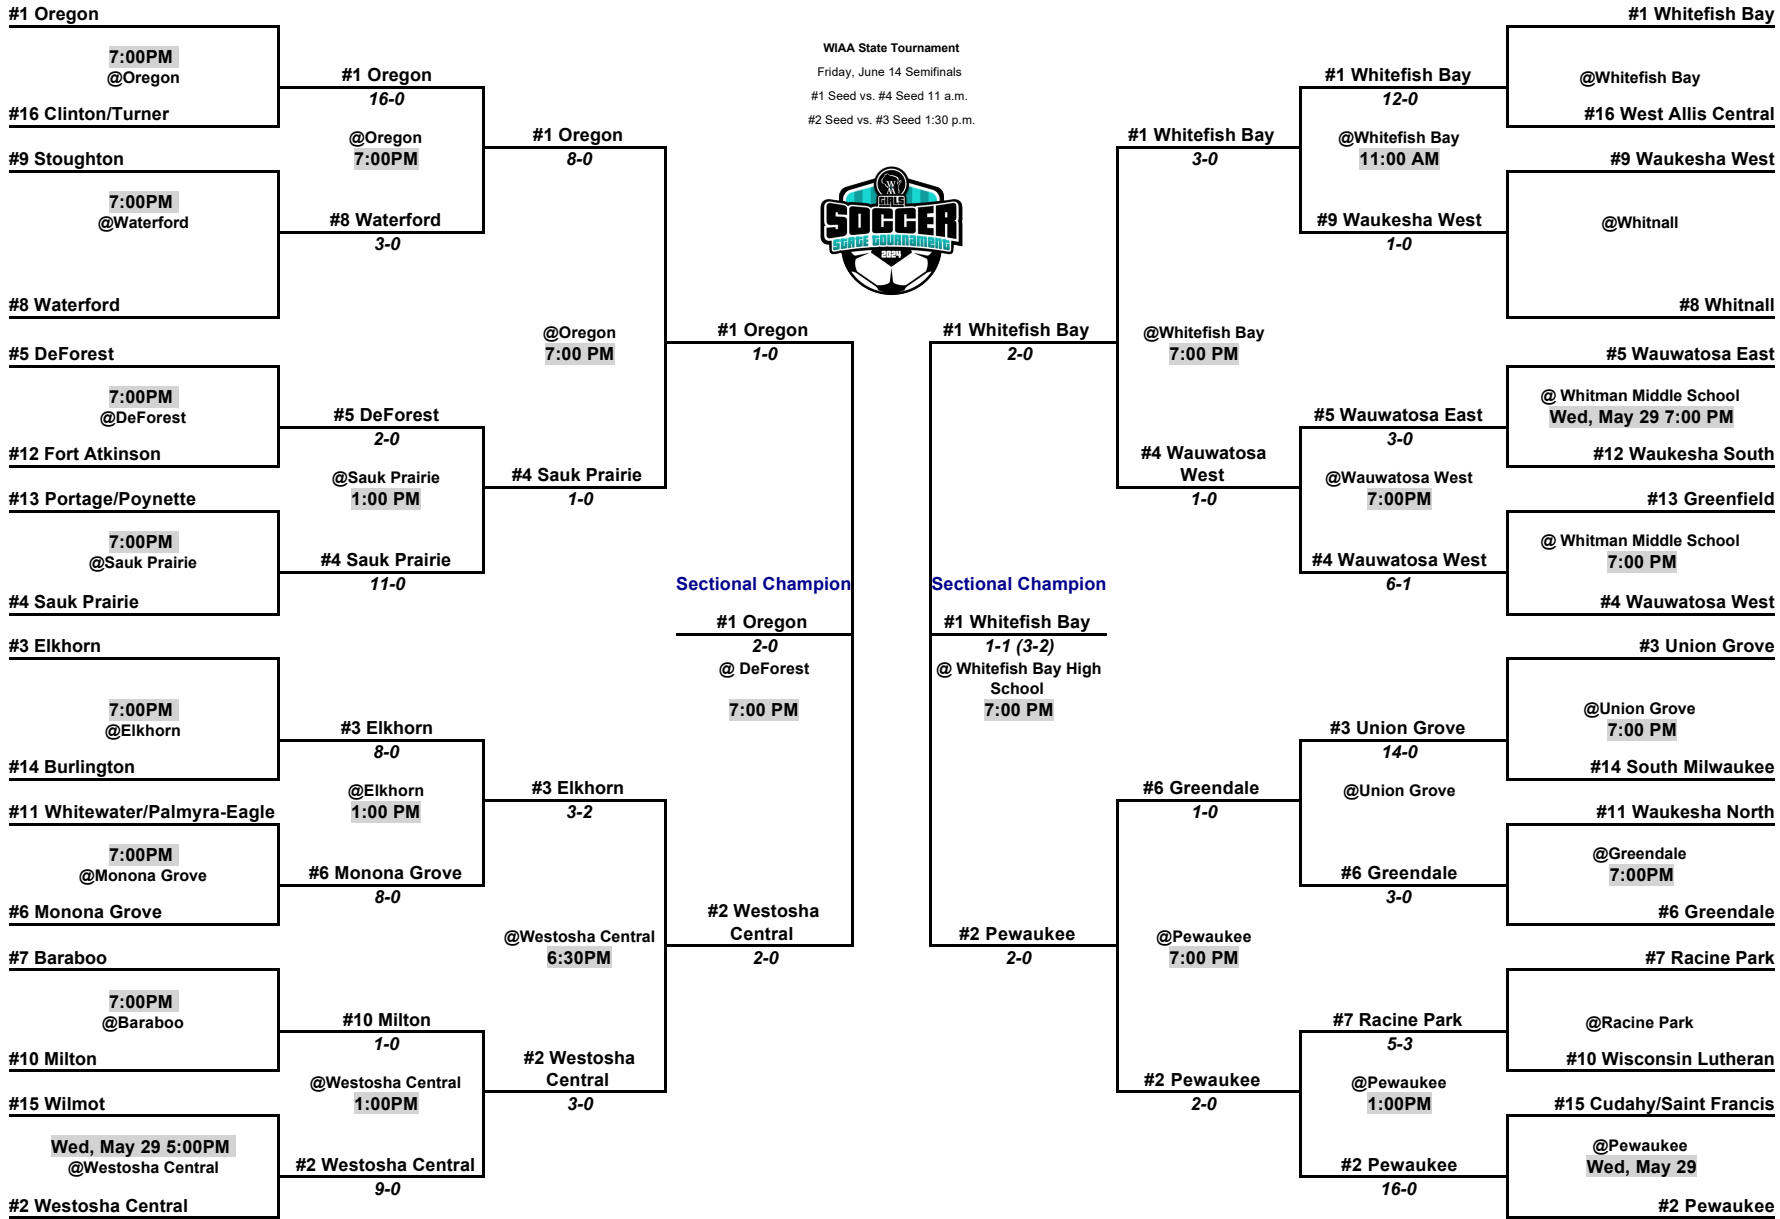 #1 Oregon
7:00PM
@Oregon
#16 Clinton/Turner
#9 Stoughton
7:00PM
@Waterford
#8 Waterford
#5 DeForest
7:00PM
@DeForest
#12 Fort Atkinson
#13 Portage/Poynette
7:00PM
@Sauk Prairie
#4 Sauk Prairie
#3 Elkhorn
7:00PM
@Elkhorn
#14 Burlington
#11 Whitewater/Palmyra-Eagle
7:00PM
@Monona Grove
#6 Monona Grove
#7 Baraboo
7:00PM
@Baraboo
#10 Milton
#15 Wilmot
Wed, May 29 5:00PM
@Westosha Central
#2 Westosha Central
#1 Oregon
16-0
@Oregon
7:00PM
#8 Waterford
3-0
#5 DeForest
2-0
@Sauk Prairie
1:00 PM
#4 Sauk Prairie
11-0
#3 Elkhorn
8-0
@Elkhorn
1:00 PM
#6 Monona Grove
8-0
#10 Milton
1-0
@Westosha Central
1:00PM
#2 Westosha Central
9-0
#1 Oregon
8-0
@Oregon
7:00 PM
#4 Sauk Prairie
1-0
#3 Elkhorn
3-2
@Westosha Central
6:30PM
#2 Westosha
Central
3-0
#1 Oregon
1-0
Sectional Champion
#1 Oregon
2-0
@ DeForest
7:00 PM
#2 Westosha
Central
2-0
WIAA State Tournament
Friday, June 14 Semifinals
#1 Seed vs. #4 Seed 11 a.m.
#2 Seed vs. #3 Seed 1:30 p.m.
GIRLS
SOCCER
STATE TOURNAMENT
2024
#1 Whitefish Bay
2-0
Sectional Champion
#1 Whitefish Bay
1-1 (3-2)
@ Whitefish Bay High
School
7:00 PM
#2 Pewaukee
2-0
#1 Whitefish Bay
3-0
@Whitefish Bay
7:00 PM
#4 Wauwatosa
West
1-0
#6 Greendale
1-0
@Pewaukee
7:00 PM
#2 Pewaukee
2-0
#1 Whitefish Bay
12-0
@Whitefish Bay
11:00 AM
#9 Waukesha West
1-0
#5 Wauwatosa East
3-0
@Wauwatosa West
7:00PM
#4 Wauwatosa West
6-1
#3 Union Grove
14-0
@Union Grove
#6 Greendale
3-0
#7 Racine Park
5-3
@Pewaukee
1:00PM
#2 Pewaukee
16-0
#1 Whitefish Bay
@Whitefish Bay
#16 West Allis Central
#9 Waukesha West
@Whitnall
#8 Whitnall
#5 Wauwatosa East
@ Whitman Middle School
Wed, May 29 7:00 PM
#12 Waukesha South
#13 Greenfield
@ Whitman Middle School
7:00 PM
#4 Wauwatosa West
#3 Union Grove
@Union Grove
7:00 PM
#14 South Milwaukee
#11 Waukesha North
@Greendale
7:00PM
#6 Greendale
#7 Racine Park
@Racine Park
#10 Wisconsin Lutheran
#15 Cudahy/Saint Francis
@Pewaukee
Wed, May 29
#2 Pewaukee